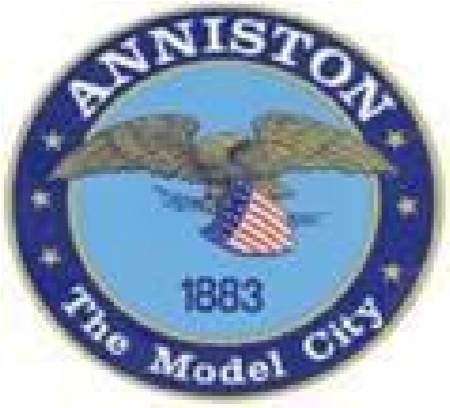 ANNISTON
1883
The Model City